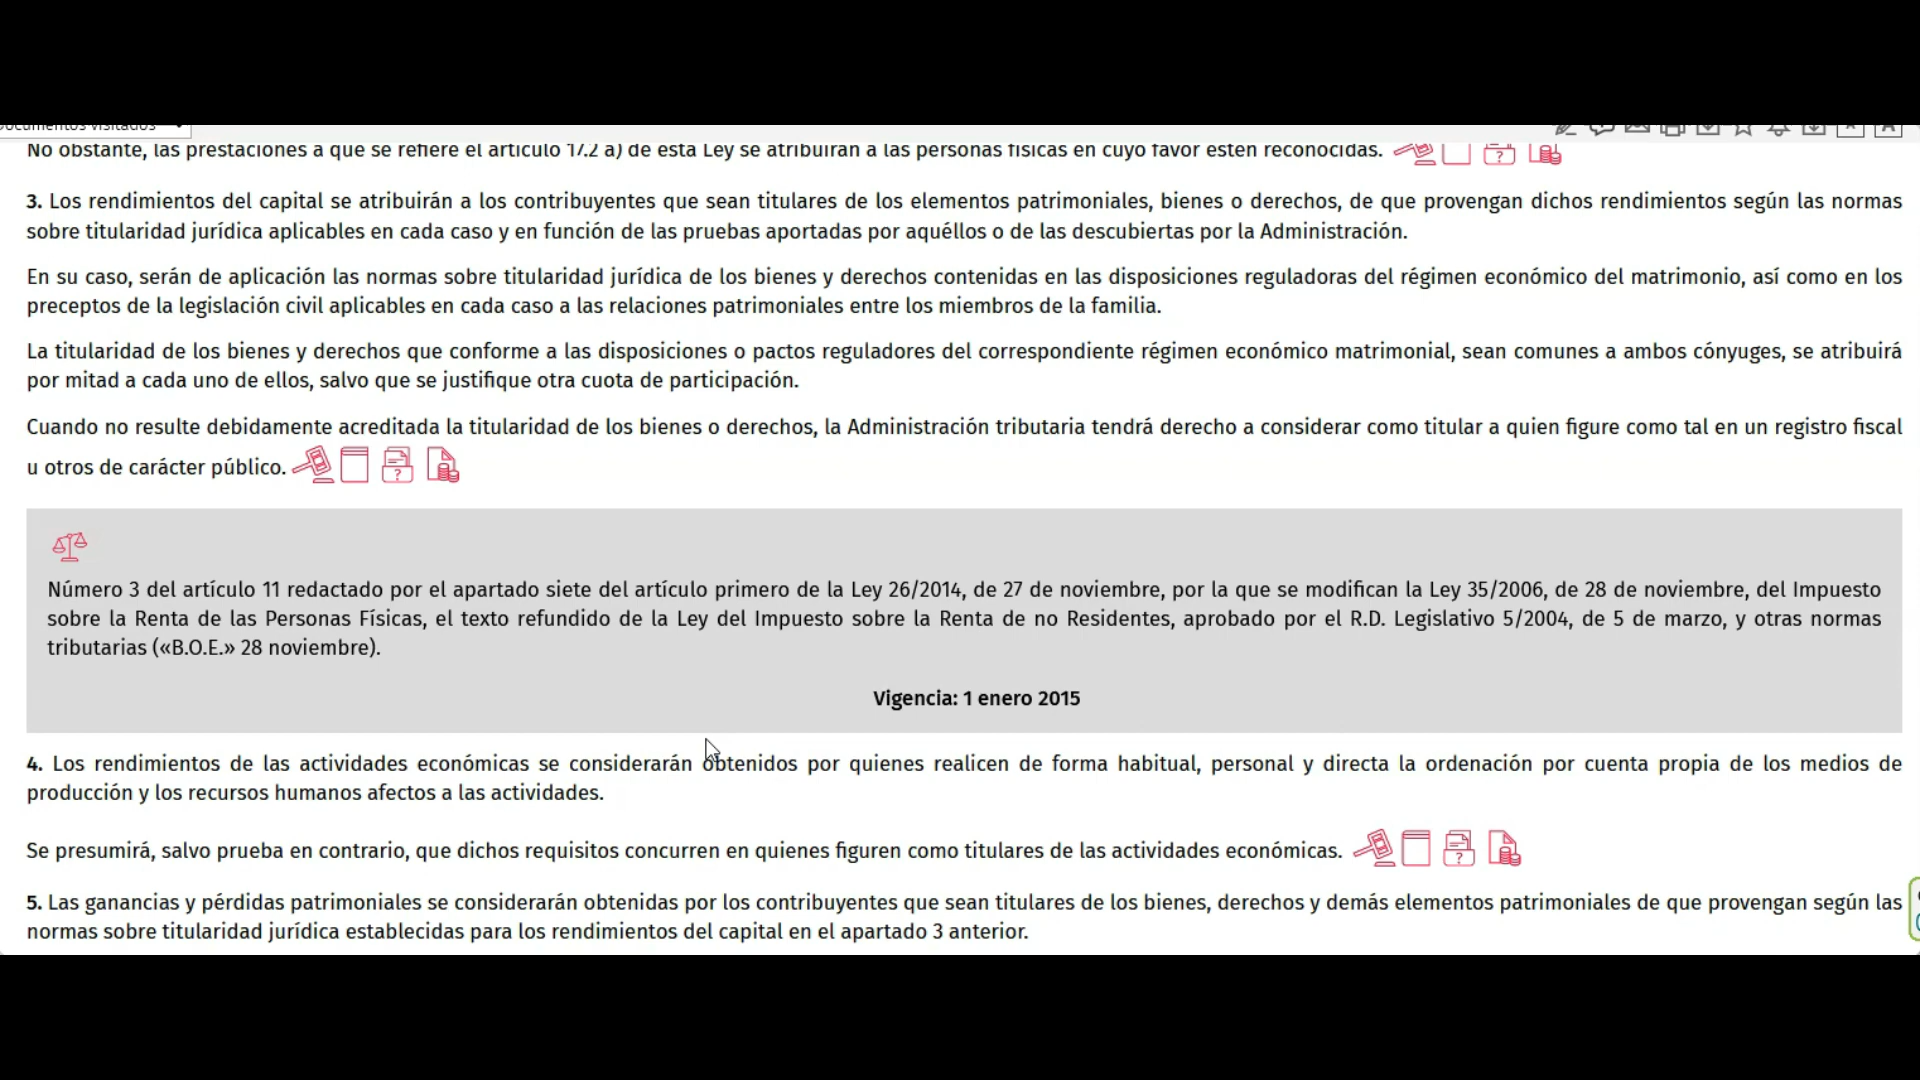 Documentos visitados
No obstante, las prestaciones a que se refiere el artículo 17.2 a) de esta Ley se atribuirán a las personas físicas en cuyo favor estén reconocidas.
3. Los rendimientos del capital se atribuirán a los contribuyentes que sean titulares de los elementos patrimoniales, bienes o derechos, de que provengan dichos rendimientos según las normas
sobre titularidad jurídica aplicables en cada caso y en función de las pruebas aportadas por aquéllos o de las descubiertas por la Administración.
En su caso, serán de aplicación las normas sobre titularidad jurídica de los bienes y derechos contenidas en las disposiciones reguladoras del régimen económico del matrimonio, así como en los
preceptos de la legislación civil aplicables en cada caso a las relaciones patrimoniales entre los miembros de la familia.
La titularidad de los bienes y derechos que conforme a las disposiciones o pactos reguladores del correspondiente régimen económico matrimonial, sean comunes a ambos cónyuges, se atribuirá
por mitad a cada uno de ellos, salvo que se justifique otra cuota de participación.
Cuando no resulte debidamente acreditada la titularidad de los bienes o derechos, la Administración tributaria tendrá derecho a considerar como titular a quien figure como tal en un registro fiscal
u otros de carácter público.
Número 3 del artículo 11 redactado por el apartado siete del artículo primero de la Ley 26/2014, de 27 de noviembre, por la que se modifican la Ley 35/2006, de 28 de noviembre, del Impuesto
sobre la Renta de las Personas Físicas, el texto refundido de la Ley del Impuesto sobre la Renta de no Residentes, aprobado por el R.D. Legislativo 5/2004, de 5 de marzo, y otras normas
tributarias («B.O.E.» 28 noviembre).
Vigencia: 1 enero 2015
4. Los rendimientos de las actividades económicas se considerarán obtenidos por quienes realicen de forma habitual, personal y directa la ordenación por cuenta propia de los medios de
producción y los recursos humanos afectos a las actividades.
Se presumirá, salvo prueba en contrario, que dichos requisitos concurren en quienes figuren como titulares de las actividades económicas.
5. Las ganancias y pérdidas patrimoniales se considerarán obtenidas por los contribuyentes que sean titulares de los bienes, derechos y demás elementos patrimoniales de que provengan según las
normas sobre titularidad jurídica establecidas para los rendimientos del capital en el apartado 3 anterior.